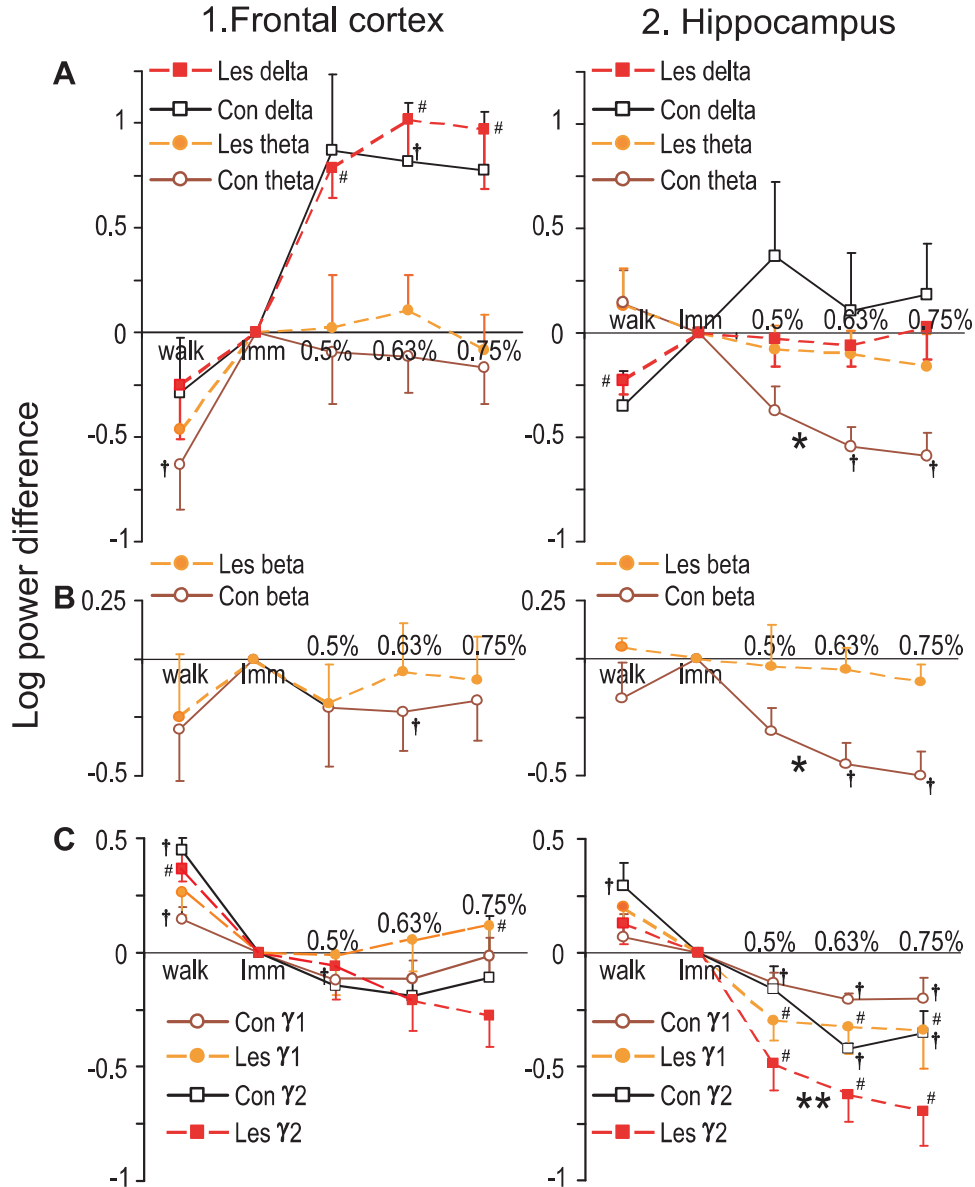 1.Frontal cortex
2. Hippocampus
Log power difference
A
Les delta
Con delta
Les theta
Con theta
1
0.5
0
-0.5
-1
walk
Imm
0.5%
0.63%
0.75%
#
#
†
#
†
Les delta
Con delta
Les theta
Con theta
1
0.5
0
-0.5
-1
walk
Imm
0.5%
0.63%
0.75%
#
*
†
†
B
Les beta
Con beta
0.25
-0.5
walk
Imm
0.5%
0.63%
0.75%
†
Les beta
Con beta
0.25
-0.5
walk
Imm
0.5%
0.63%
0.75%
*
†
†
C
0.5
0
-0.5
-1
†
#
†
walk
Imm
0.5%
0.63%
0.75%
†
#
Con γ1
Les γ1
Con γ2
Les γ2
0.5
0
-0.5
-1
†
walk
Imm
0.5%
0.63%
0.75%
†
†
†
#
#
#
†
†
#
#
#
**
Con γ1
Les γ1
Con γ2
Les γ2